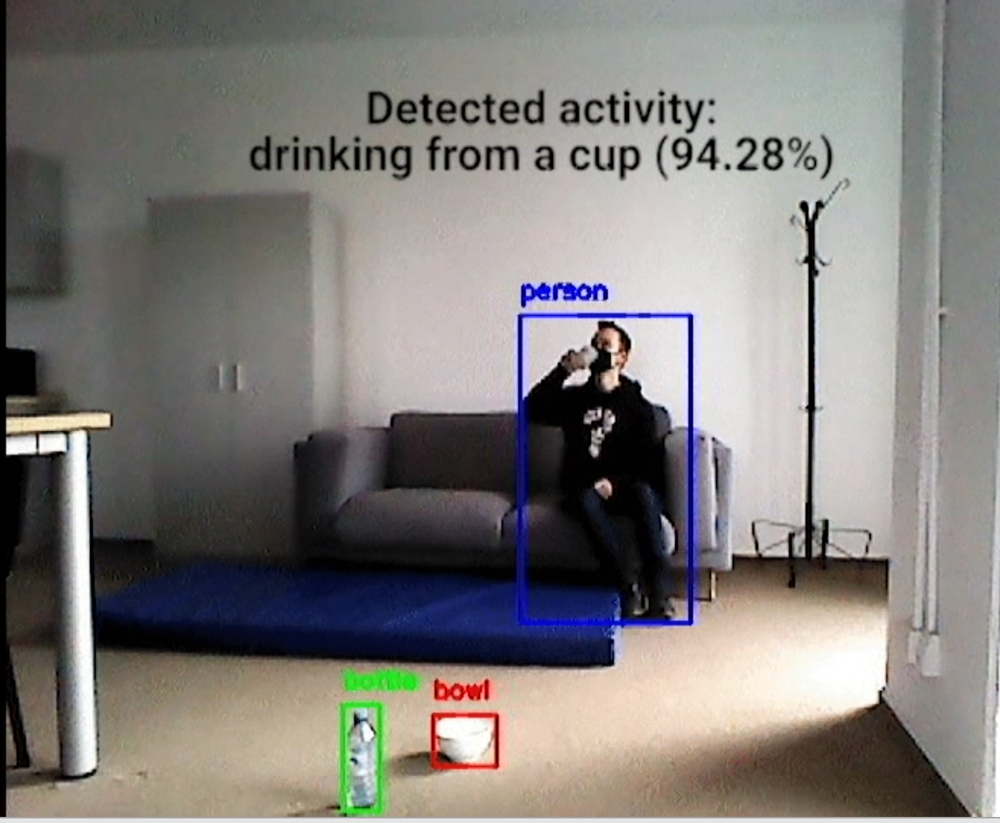 Detected activity:
drinking from a cup (94.28%)
person
bottle
bowl